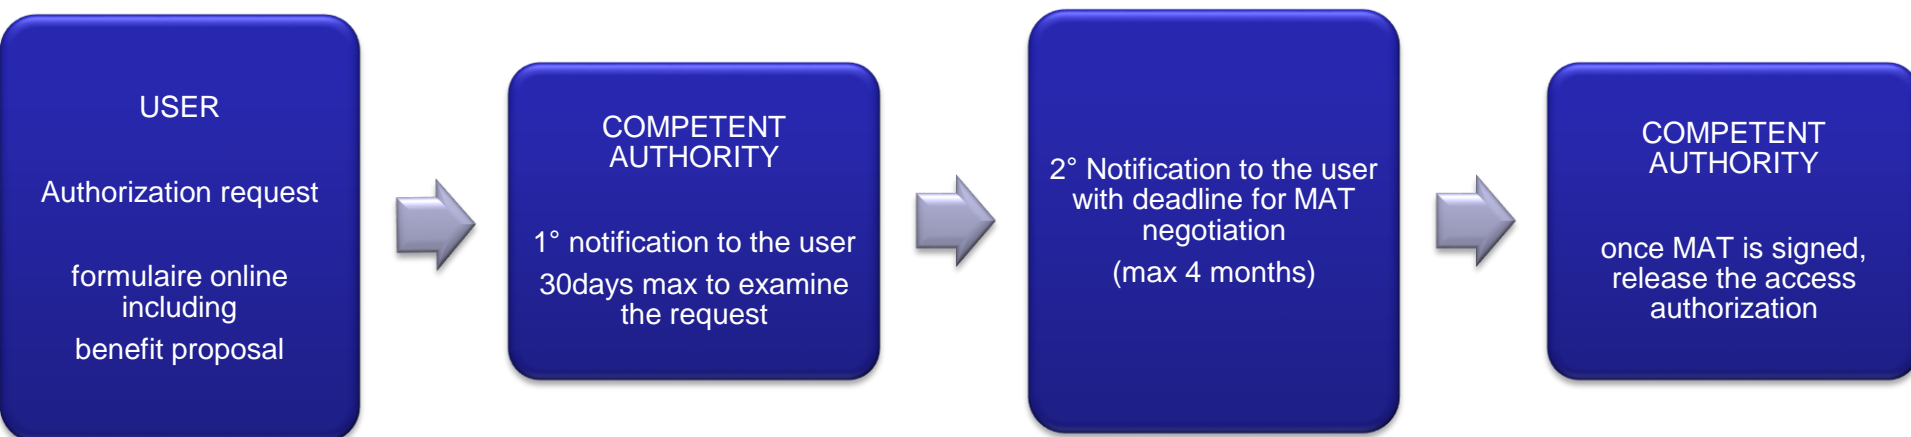 USER
Authorization request
formulaire online
including
benefit proposal
COMPETENT
AUTHORITY
1° notification to the user
30days max to examine
the request
2° Notification to the user
with deadline for MAT
negotiation
(max 4 months)
COMPETENT
AUTHORITY
once MAT is signed,
release the access
authorization